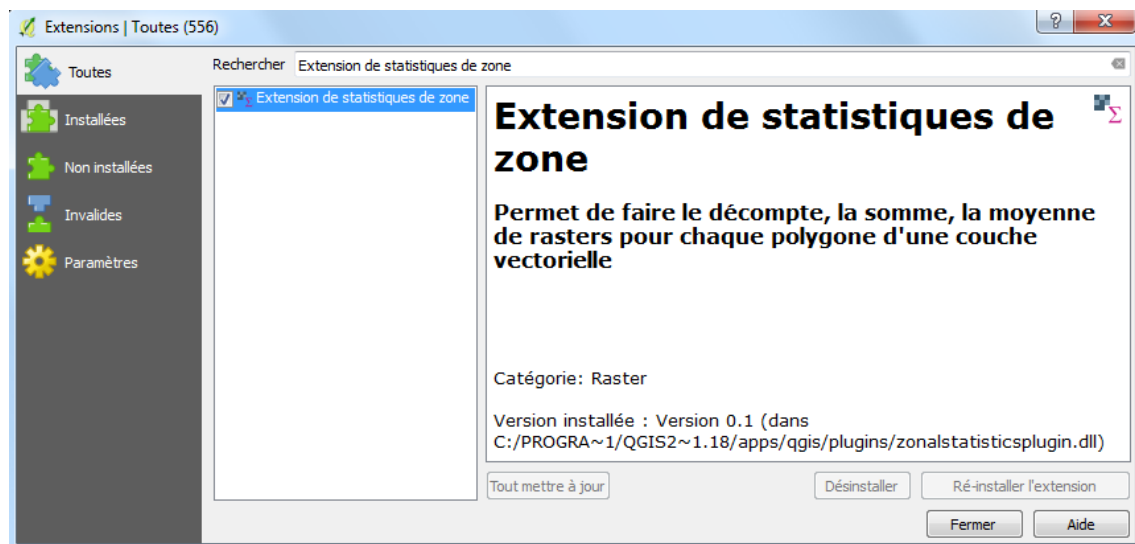 Extensions | Toutes (556)
Toutes
Installées
Non installées
Invalides
Paramètres
Rechercher Extension de statistiques de zone
Extension de statistiques de zone
Extension de statistiques de
zone
Permet de faire le décompte, la somme, la moyenne
de rasters pour chaque polygone d'une couche
vectorielle
Catégorie: Raster
Version installée : Version 0.1 (dans
C:/PROGRA~1/QGIS2~1.18/apps/qgis/plugins/zonalstatisticsplugin.dll)
Tout mettre à jour Désinstaller Ré-installer l'extension
Fermer Aide